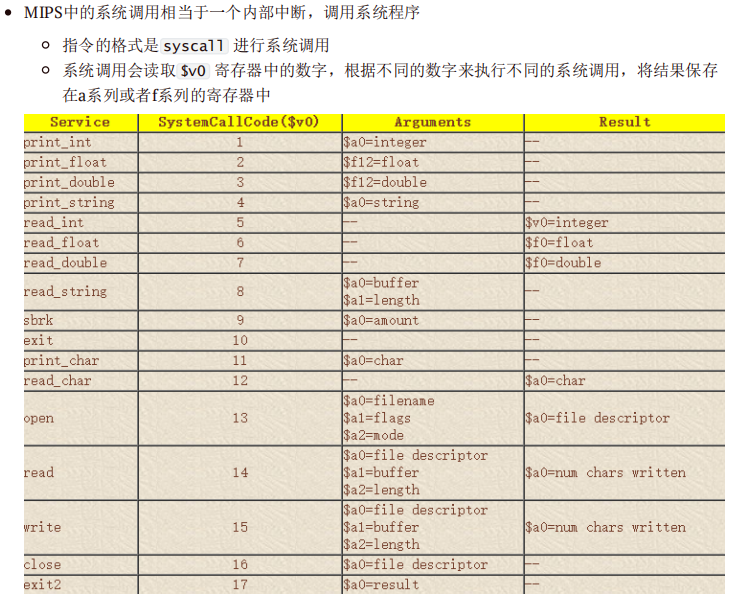 MIPS中的系统调用相当于一个内部中断，调用系统程序
指令的格式是 syscall 进行系统调用
系统调用会读取 $v0 寄存器中的数字，根据不同的数字来执行不同的系统调用，将结果保存
在a系列或者f系列的寄存器中
Service SystemCallCode($v0) Arguments Result
print_int 1 $a0=integer --
print_float 2 $f12=float --
print_double 3 $f12=double --
print_string 4 $a0=string --
read_int 5 -- $v0=integer
read_float 6 -- $f0=float
read_double 7 -- $f0=double
read_string 8 $a0=buffer
$a1=length --
sbrk 9 $a0=amount --
exit 10 -- --
print_char 11 $a0=char --
read_char 12 -- $a0=char
open 13 $a0=filename
$a1=flags
$a2=mode $a0=file descriptor
read 14 $a0=file descriptor
$a1=buffer
$a2=length $a0=num chars written
write 15 $a0=file descriptor
$a1=buffer
$a2=length $a0=num chars written
close 16 $a0=file descriptor --
exit2 17 $a0=result --